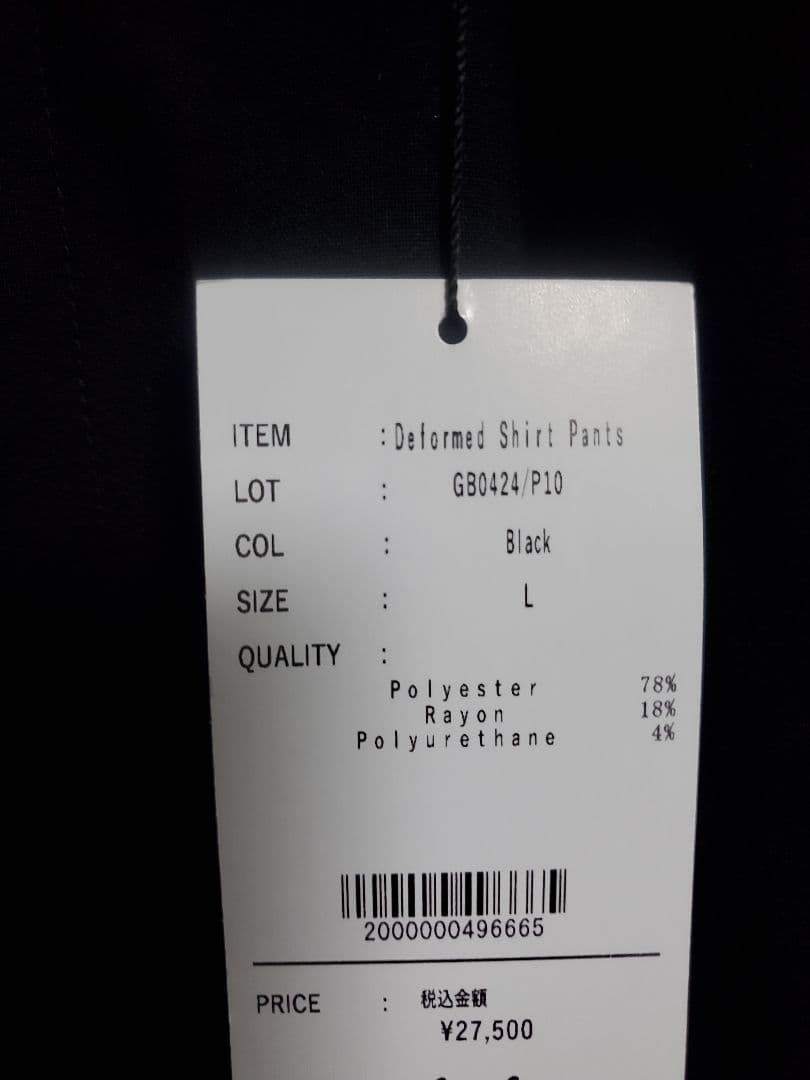 ITEM : Deformed Shirt Pants
LOT : GB0424/P10
COL : Black
SIZE : L
QUALITY :
Polyester 78%
Rayon 18%
Polyurethane 4%
2000000496665
PRICE : 税込金額
¥27,500